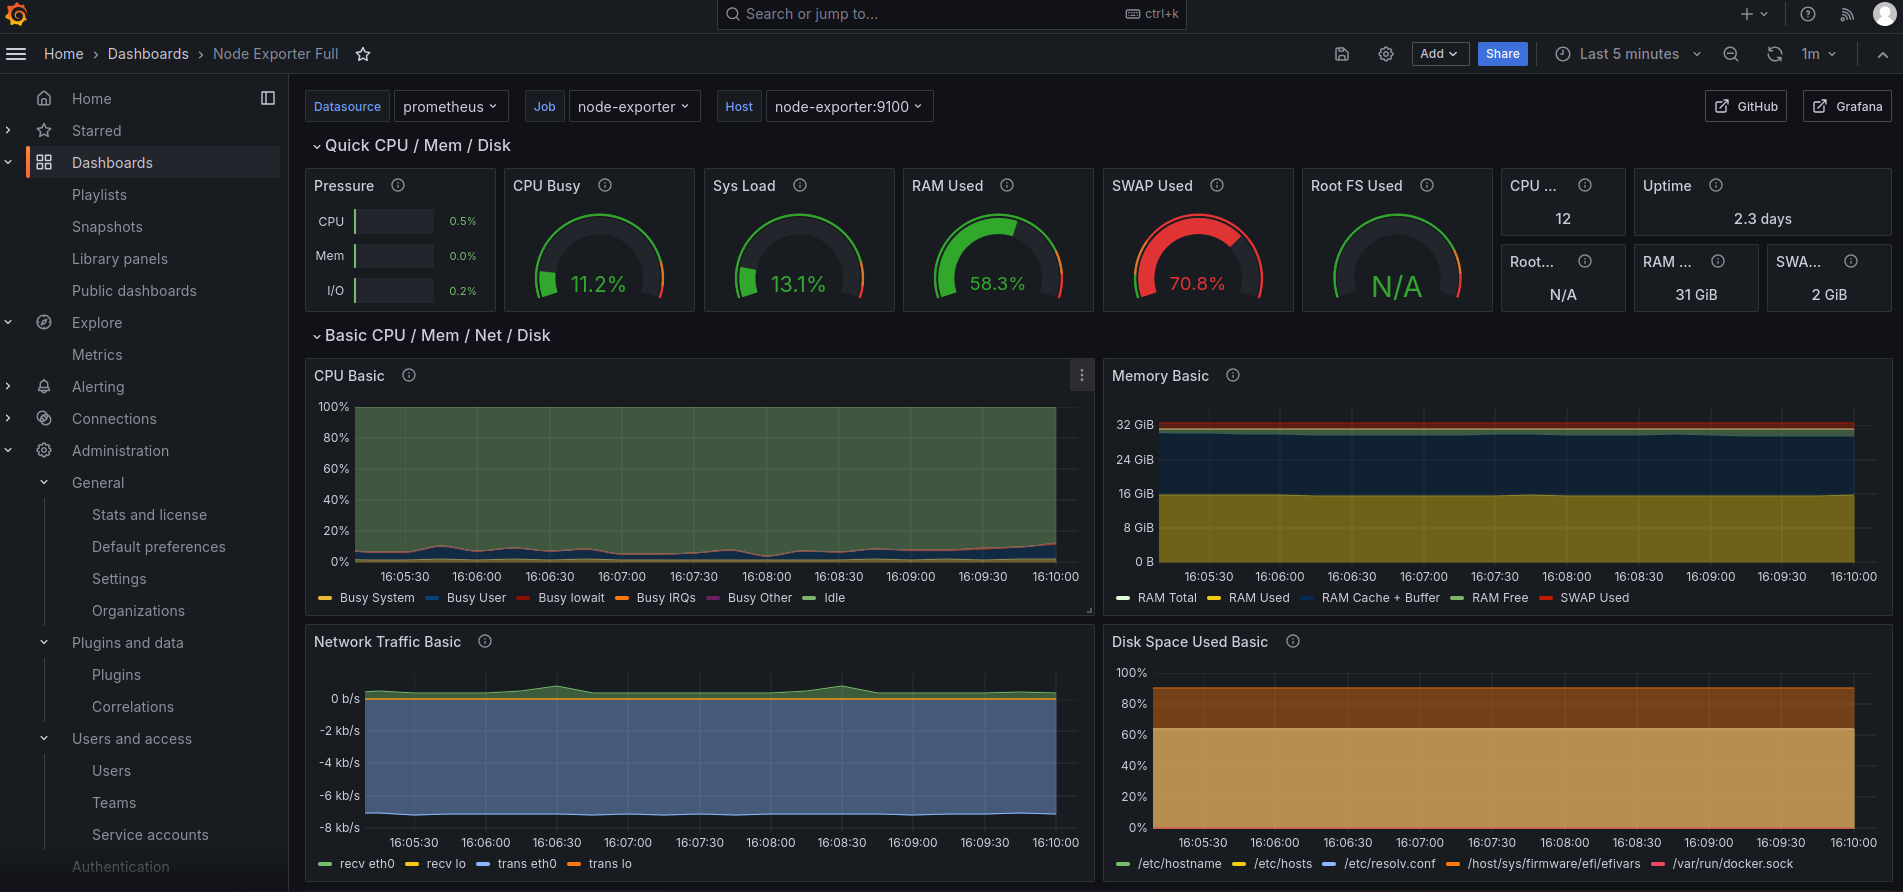 Search or jump to... ctrl+k
Home › Dashboards › Node Exporter Full
Add Share Last 5 minutes 1m
Home
Starred
Dashboards
Playlists
Snapshots
Library panels
Public dashboards
Explore
Metrics
Alerting
Connections
Administration
General
Stats and license
Default preferences
Settings
Organizations
Plugins and data
Plugins
Correlations
Users and access
Users
Teams
Service accounts
Authentication
Datasource prometheus Job node-exporter Host node-exporter:9100 GitHub Grafana
Quick CPU / Mem / Disk
Pressure
CPU 0.5%
Mem 0.0%
I/O 0.2%
CPU Busy
11.2%
Sys Load
13.1%
RAM Used
58.3%
SWAP Used
70.8%
Root FS Used
N/A
CPU ...
12
Uptime
2.3 days
Root...
N/A
RAM ...
31 GiB
SWA...
2 GiB
Basic CPU / Mem / Net / Disk
CPU Basic
100%
80%
60%
40%
20%
0%
16:05:30 16:06:00 16:06:30 16:07:00 16:07:30 16:08:00 16:08:30 16:09:00 16:09:30 16:10:00
Busy System Busy User Busy Iowait Busy IRQs Busy Other Idle
Memory Basic
32 GiB
24 GiB
16 GiB
8 GiB
0 B
16:05:30 16:06:00 16:06:30 16:07:00 16:07:30 16:08:00 16:08:30 16:09:00 16:09:30 16:10:00
RAM Total RAM Used RAM Cache + Buffer RAM Free SWAP Used
Network Traffic Basic
0 b/s
-2 kb/s
-4 kb/s
-6 kb/s
-8 kb/s
16:05:30 16:06:00 16:06:30 16:07:00 16:07:30 16:08:00 16:08:30 16:09:00 16:09:30 16:10:00
recv eth0 recv lo trans eth0 trans lo
Disk Space Used Basic
100%
80%
60%
40%
20%
0%
16:05:30 16:06:00 16:06:30 16:07:00 16:07:30 16:08:00 16:08:30 16:09:00 16:09:30 16:10:00
/etc/hostname /etc/hosts /etc/resolv.conf /host/sys/firmware/efi/efivars /var/run/docker.sock